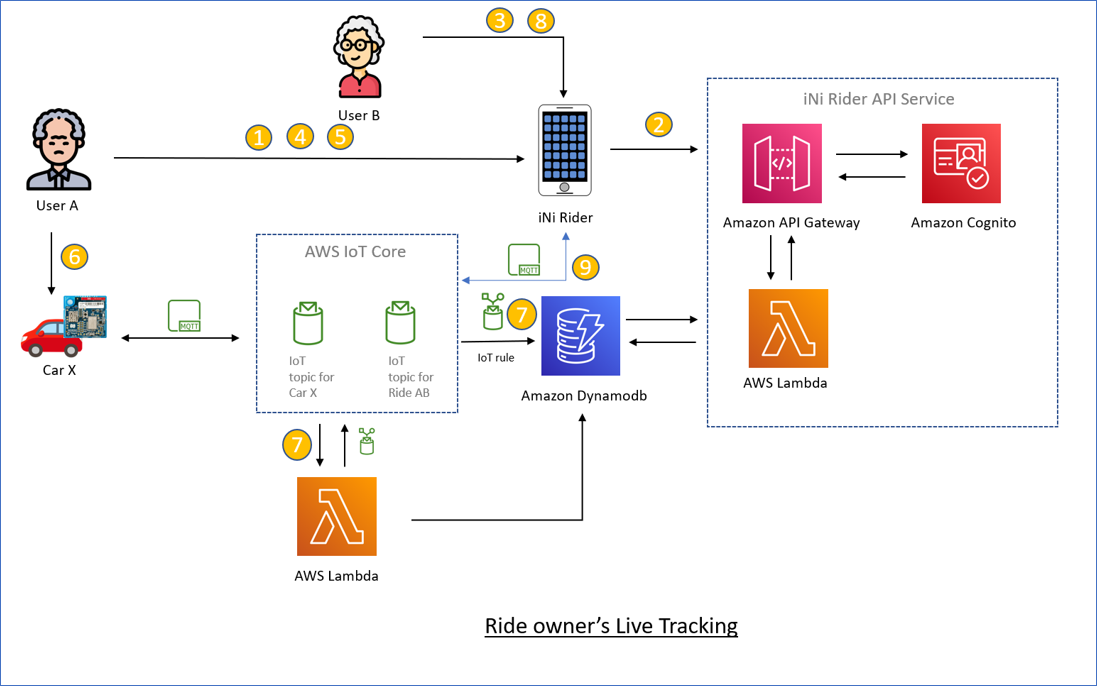 3 8
User B
1 4 5
2
iNi Rider API Service
</>
User A
iNi Rider
Amazon API Gateway
Amazon Cognito
6
AWS IoT Core
MQTT
9
MQTT
7
IoT rule
Car X
IoT
topic for
Car X
IoT
topic for
Ride AB
Amazon Dynamodb
AWS Lambda
7
AWS Lambda
Ride owner's Live Tracking